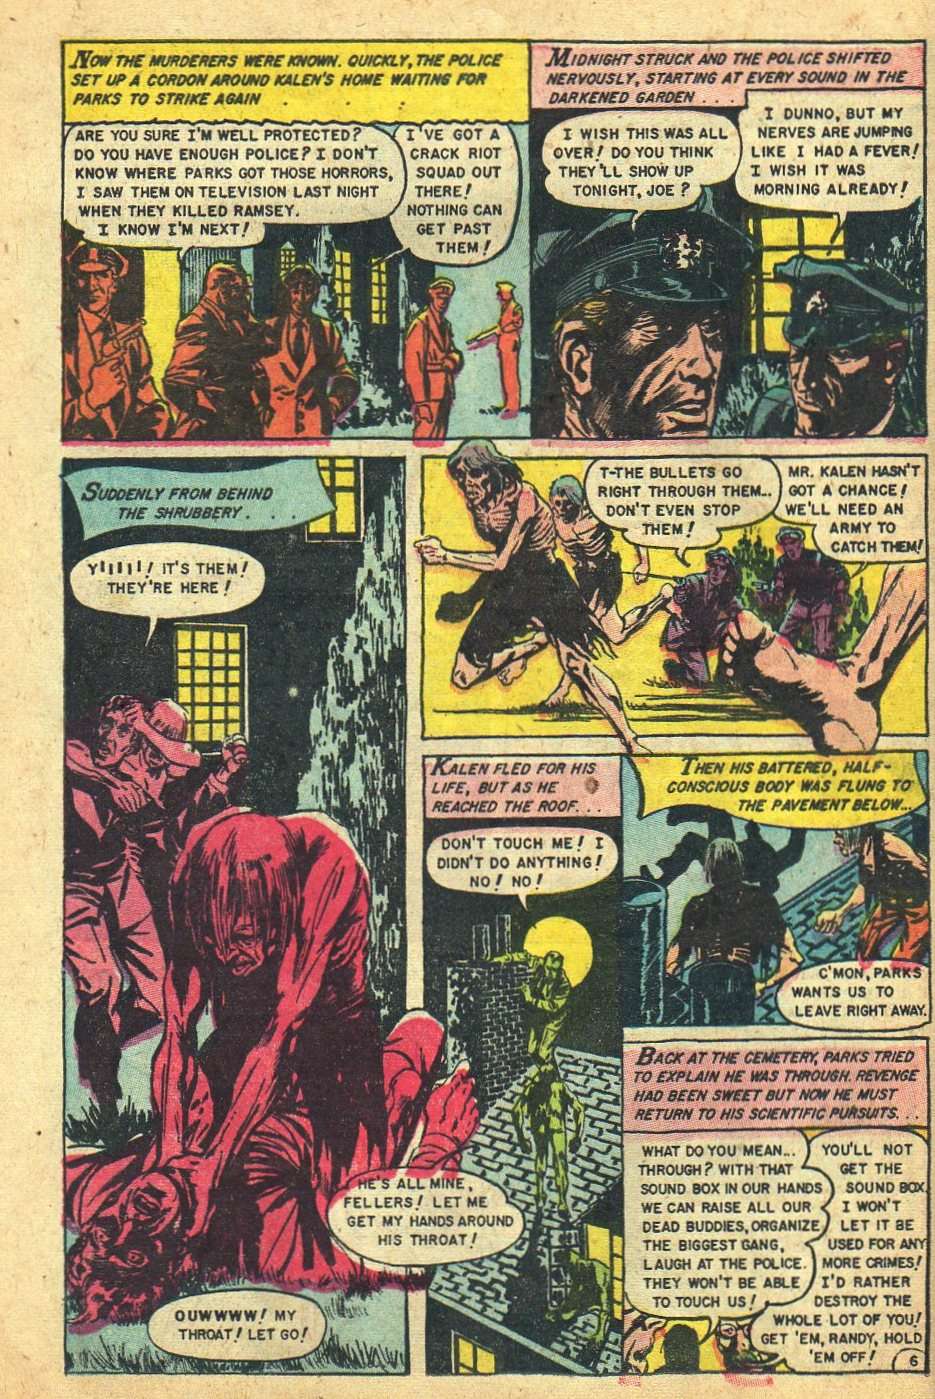 NOW THE MURDERERS WERE KNOWN. QUICKLY, THE POLICE
SET UP A CORDON AROUND KALEN'S HOME WAITING FOR
PARKS TO STRIKE AGAIN . . .
ARE YOU SURE I'M WELL PROTECTED?
DO YOU HAVE ENOUGH POLICE? I DON'T
KNOW WHERE PARKS GOT THOSE HORRORS,
I SAW THEM ON TELEVISION LAST NIGHT
WHEN THEY KILLED RAMSEY.
I KNOW I'M NEXT!
I'VE GOT A
CRACK RIOT
SQUAD OUT
THERE!
NOTHING CAN
GET PAST
THEM!
MIDNIGHT STRUCK AND THE POLICE SHIFTED
NERVOUSLY, STARTING AT EVERY SOUND IN THE
DARKENED GARDEN . . .
I WISH THIS WAS ALL
OVER! DO YOU THINK
THEY'LL SHOW UP
TONIGHT, JOE?
I DUNNO, BUT MY
NERVES ARE JUMPING
LIKE I HAD A FEVER!
I WISH IT WAS
MORNING ALREADY!
SUDDENLY FROM BEHIND
THE SHRUBBERY . . .
YIIIII! IT'S THEM!
THEY'RE HERE!
HE'S ALL MINE,
FELLERS! LET ME
GET MY HANDS AROUND
HIS THROAT!
OUWWWW! MY
THROAT! LET GO!
T-THE BULLETS GO
RIGHT THROUGH THEM..
DON'T EVEN STOP
THEM!
MR. KALEN HASN'T
GOT A CHANCE!
WE'LL NEED AN
ARMY TO
CATCH THEM!
KALEN FLED FOR HIS
LIFE, BUT AS HE
REACHED THE ROOF. . . .
DON'T TOUCH ME! I
DIDN'T DO ANYTHING!
NO! NO!
THEN HIS BATTERED, HALF-
CONSCIOUS BODY WAS FLUNG TO
THE PAVEMENT BELOW...
C'MON, PARKS
WANTS US TO
LEAVE RIGHT AWAY.
BACK AT THE CEMETERY, PARKS TRIED
TO EXPLAIN HE WAS THROUGH. REVENGE
HAD BEEN SWEET BUT NOW HE MUST
RETURN TO HIS SCIENTIFIC PURSUITS. . .
WHAT DO YOU MEAN...
THROUGH? WITH THAT
SOUND BOX IN OUR HANDS
WE CAN RAISE ALL OUR
DEAD BUDDIES, ORGANIZE
THE BIGGEST GANG,
LAUGH AT THE POLICE.
THEY WON'T BE ABLE
TO TOUCH US!
YOU'LL NOT
GET THE
SOUND BOX.
I WON'T
LET IT BE
USED FOR ANY
MORE CRIMES!
I'D RATHER
DESTROY THE
WHOLE LOT OF YOU!
GET 'EM, RANDY, HOLD
'EM OFF!
6